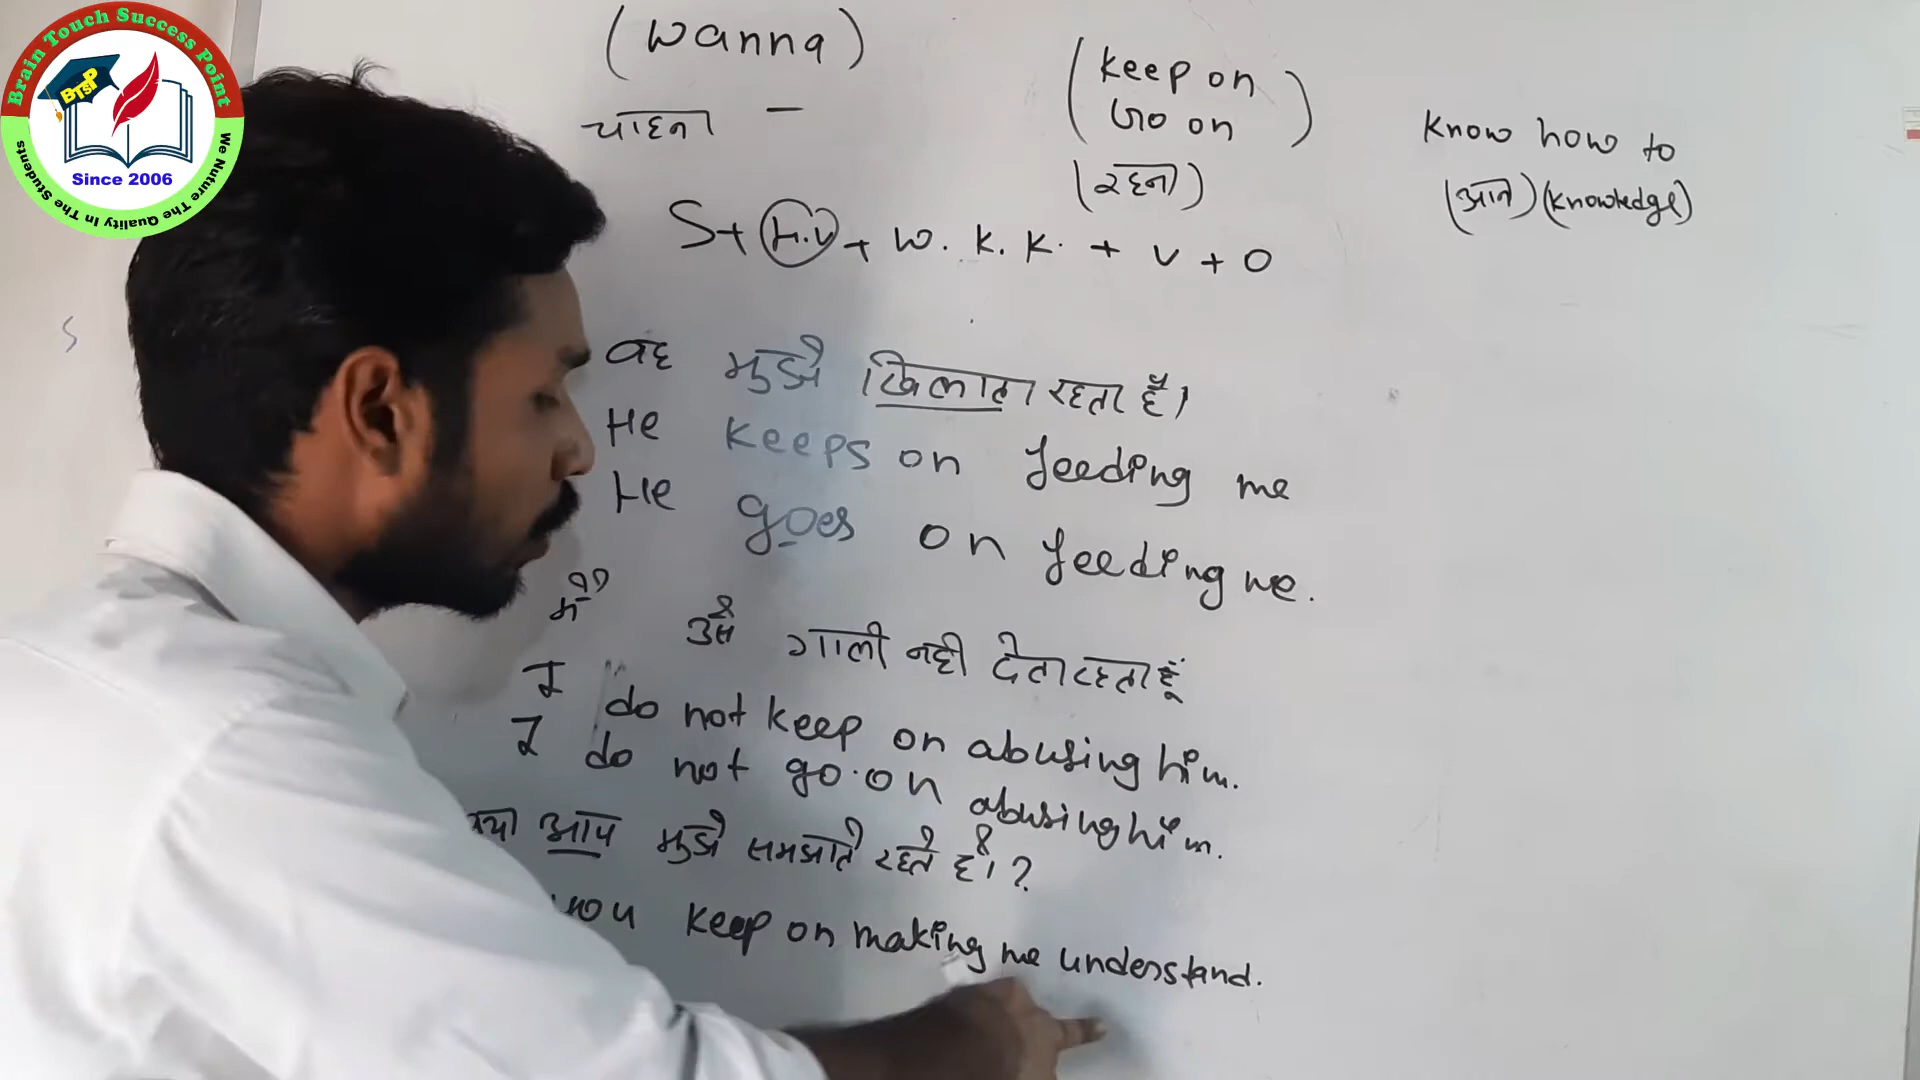 Brain Touch Success Point
BTSP
Since 2006
We Nuture The Quality In The Students
(wanna)
चाहना –
(keep on
Go on)
(रहना)
Know how to
(आना) (knowledge)
S + H.V + W. K. K. + V + O
वह मुझे खिलाता रहता है।
He keeps on feeding me
He goes on feeding me.
मैं उसे गाली नही देता रहता हूँ
I do not keep on abusing him.
I do not go on abusing him.
क्या आप मुझे समझाते रहते हैं।?
you keep on making me understand.